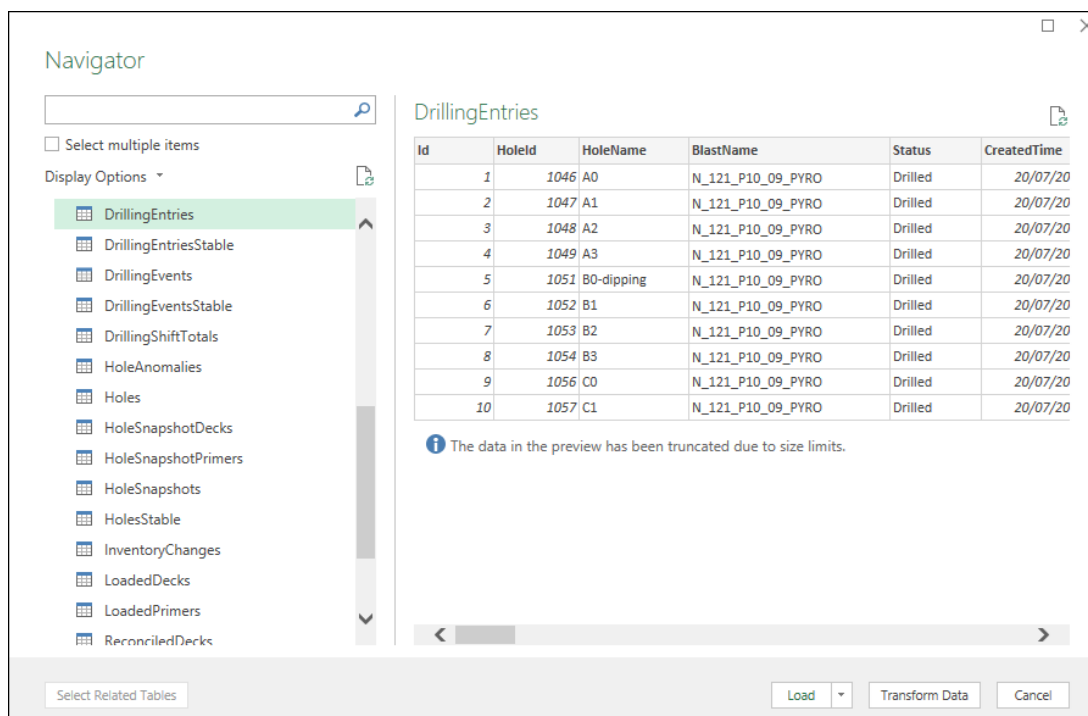 Navigator
Select multiple items
Display Options
DrillingEntries
DrillingEntriesStable
DrillingEvents
DrillingEventsStable
DrillingShiftTotals
HoleAnomalies
Holes
HoleSnapshotDecks
HoleSnapshotPrimers
HoleSnapshots
HolesStable
InventoryChanges
LoadedDecks
LoadedPrimers
ReconciledDecks
DrillingEntries
Id HoleId HoleName BlastName Status CreatedTime
1 1046 A0 N_121_P10_09_PYRO Drilled 20/07/20
2 1047 A1 N_121_P10_09_PYRO Drilled 20/07/20
3 1048 A2 N_121_P10_09_PYRO Drilled 20/07/20
4 1049 A3 N_121_P10_09_PYRO Drilled 20/07/20
5 1051 B0-dipping N_121_P10_09_PYRO Drilled 20/07/20
6 1052 B1 N_121_P10_09_PYRO Drilled 20/07/20
7 1053 B2 N_121_P10_09_PYRO Drilled 20/07/20
8 1054 B3 N_121_P10_09_PYRO Drilled 20/07/20
9 1056 C0 N_121_P10_09_PYRO Drilled 20/07/20
10 1057 C1 N_121_P10_09_PYRO Drilled 20/07/20
The data in the preview has been truncated due to size limits.
Select Related Tables Load Transform Data Cancel